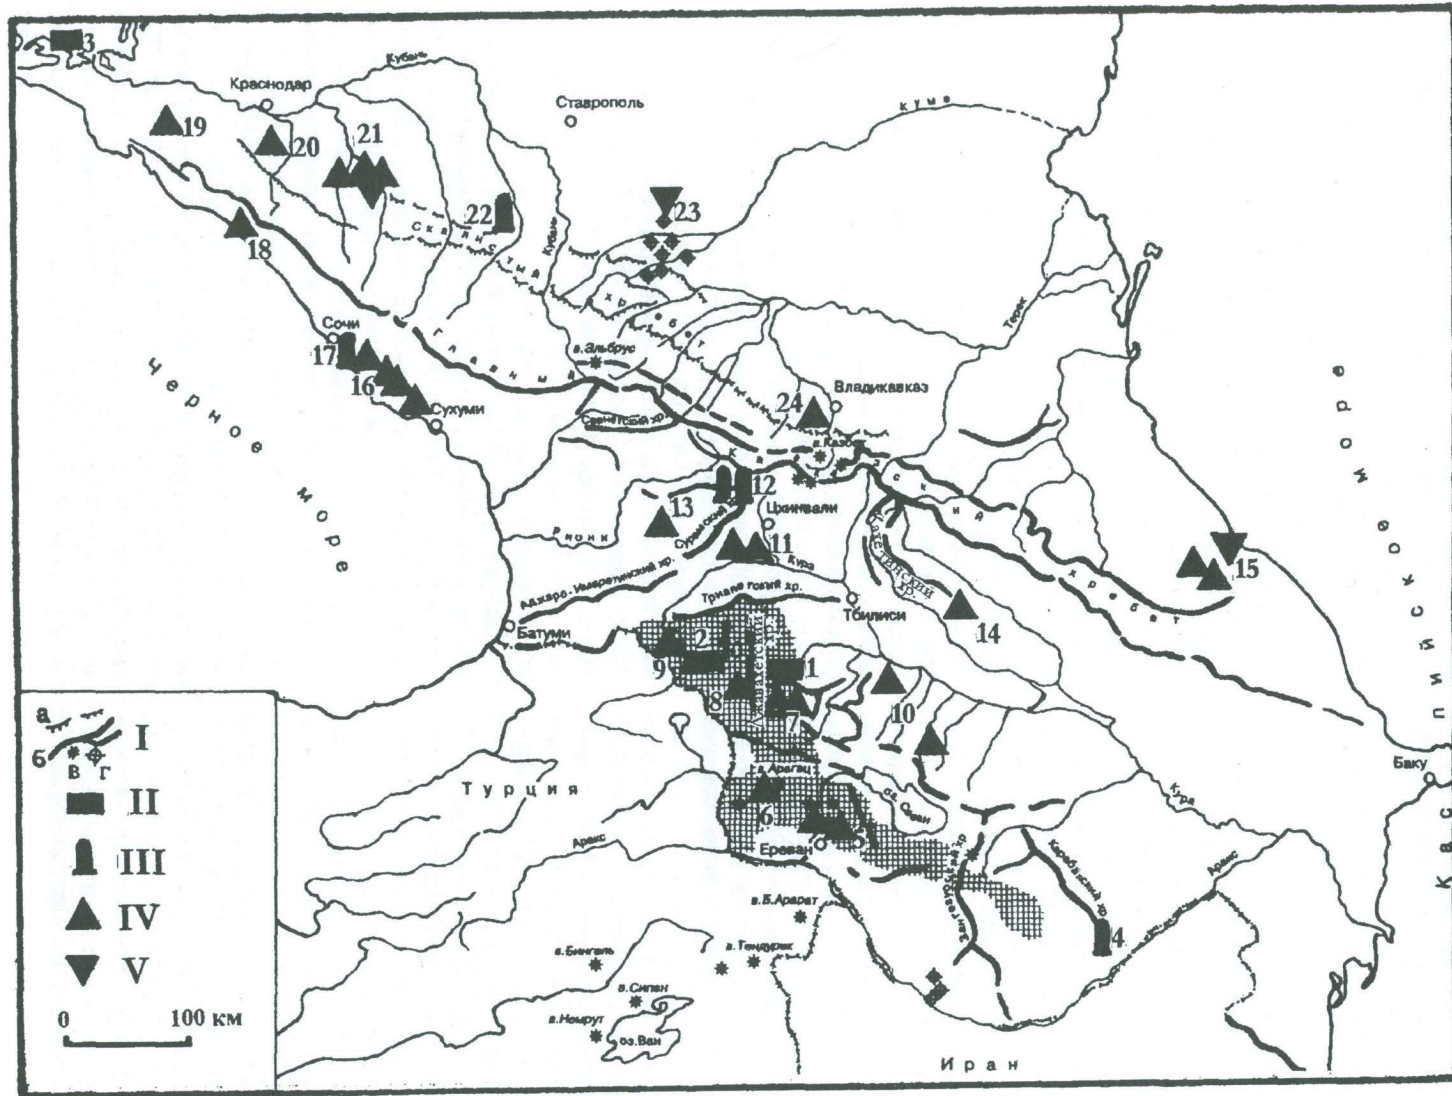 3
Кубань
Краснодар
Ставрополь
Кума
19
20
21
22
23
18
Кубань
Скалистый хребет
Терек
Сочи
17
16
Главный
в.Эльбрус
Сухуми
Сванетский хр.
24
Владикавказ
в.Казбек
Черное море
12
13
Цхинвали
Риони
Сурамский
11
Кура
Кахетинский хр.
Аджаро-Имеретинский хр.
Триалетский хр.
Тбилиси
14
15
хребет
Батуми
2
9
1
8
Джавахетский хр.
7
10
Баку
Каспийское море
Турция
в.Арагац
оз.Севан
6
Ереван
Кура
Аракс
Аракс
Зангезурский хр.
Карабахский хр.
4
в.Б.Арарат
в.Тендурек
в.Бингель
в.Сипан
в.Немрут
оз.Ван
Иран
а
б
в г
I
II
III
IV
V
0 100 км